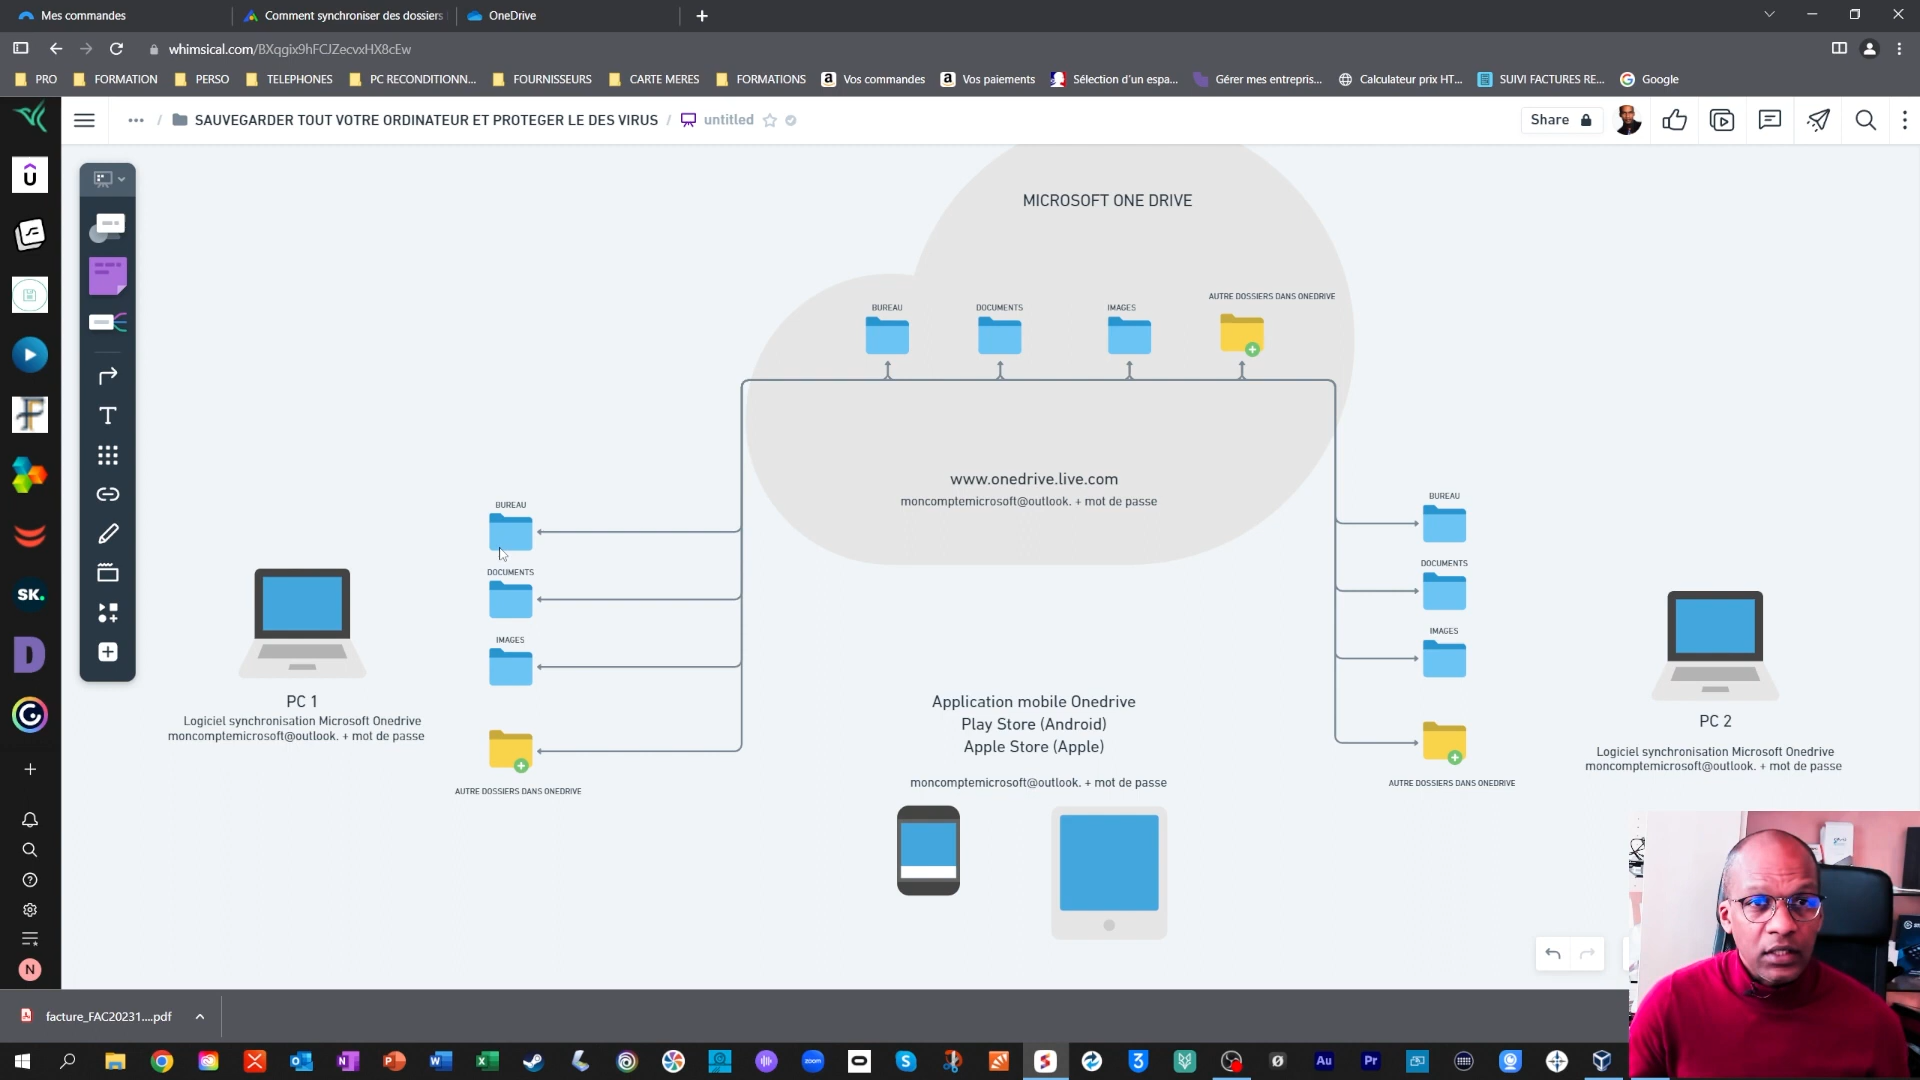 Mes commandes
Comment synchroniser des dossiers
OneDrive
whimsical.com/BXqgix9hFCJZecvxHX8cEw
PRO
FORMATION
PERSO
TELEPHONES
PC RECONDITIONN...
FOURNISSEURS
CARTE MERES
FORMATIONS
Vos commandes
Vos paiements
Sélection d'un espa...
Gérer mes entrepris...
Calculateur prix HT...
SUIVI FACTURES RE...
Google
... / SAUVEGARDER TOUT VOTRE ORDINATEUR ET PROTEGER LE DES VIRUS / untitled
Share
MICROSOFT ONE DRIVE
BUREAU
DOCUMENTS
IMAGES
AUTRE DOSSIERS DANS ONEDRIVE
www.onedrive.live.com
moncomptemicrosoft@outlook. + mot de passe
BUREAU
DOCUMENTS
IMAGES
AUTRE DOSSIERS DANS ONEDRIVE
PC 1
Logiciel synchronisation Microsoft Onedrive
moncomptemicrosoft@outlook. + mot de passe
Application mobile Onedrive
Play Store (Android)
Apple Store (Apple)
moncomptemicrosoft@outlook. + mot de passe
BUREAU
DOCUMENTS
IMAGES
AUTRE DOSSIERS DANS ONEDRIVE
PC 2
Logiciel synchronisation Microsoft Onedrive
moncomptemicrosoft@outlook. + mot de passe
SK.
D
N
facture_FAC20231....pdf
zoom
Au
Pr